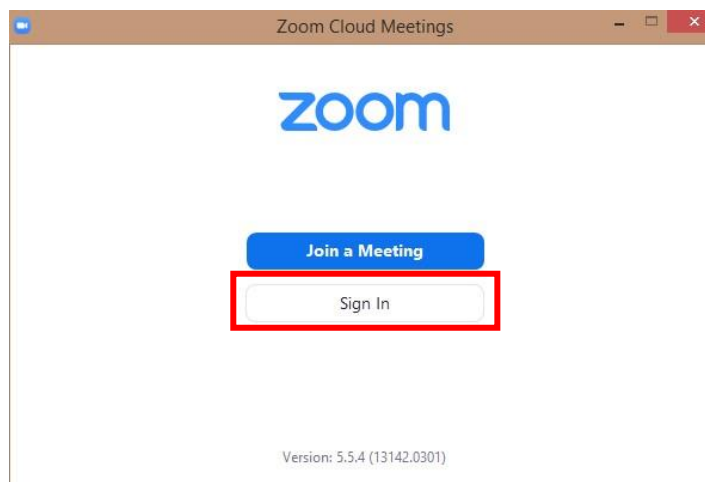 Zoom Cloud Meetings
zoom
Join a Meeting
Sign In
Version: 5.5.4 (13142.0301)